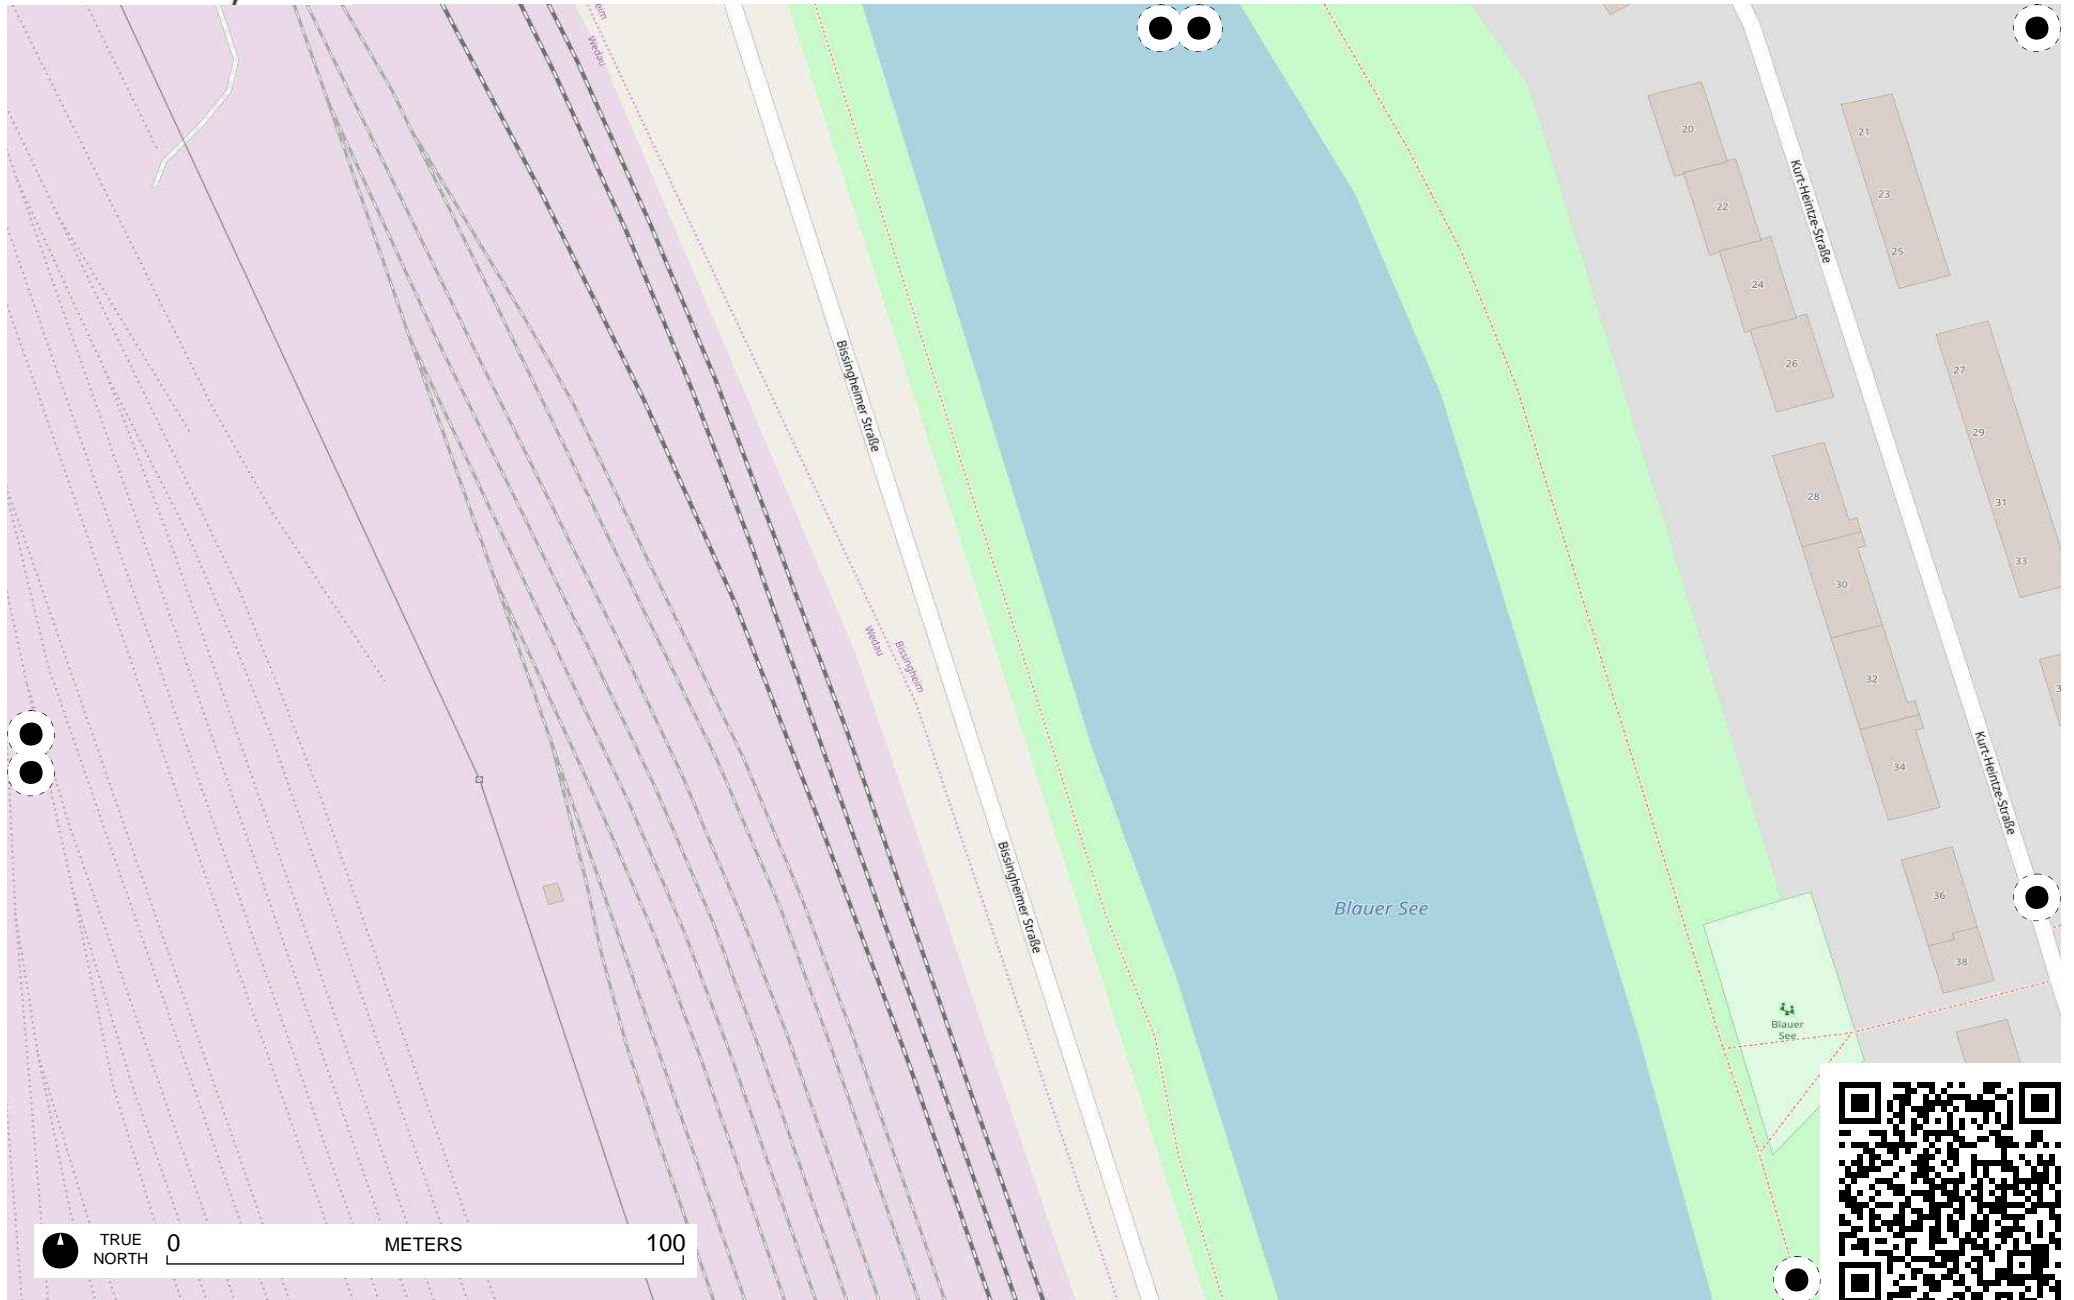 eim
Wedau
20
21
22
23
Kurt-Heintze-Straße
24
25
26
27
Bissingheimer Straße
28
29
30
31
33
Wedau
Bissingheim
32
34
Kurt-Heintze-Straße
Bissingheimer Straße
Blauer See
36
38
Blauer
See
TRUE
NORTH
0
METERS
100